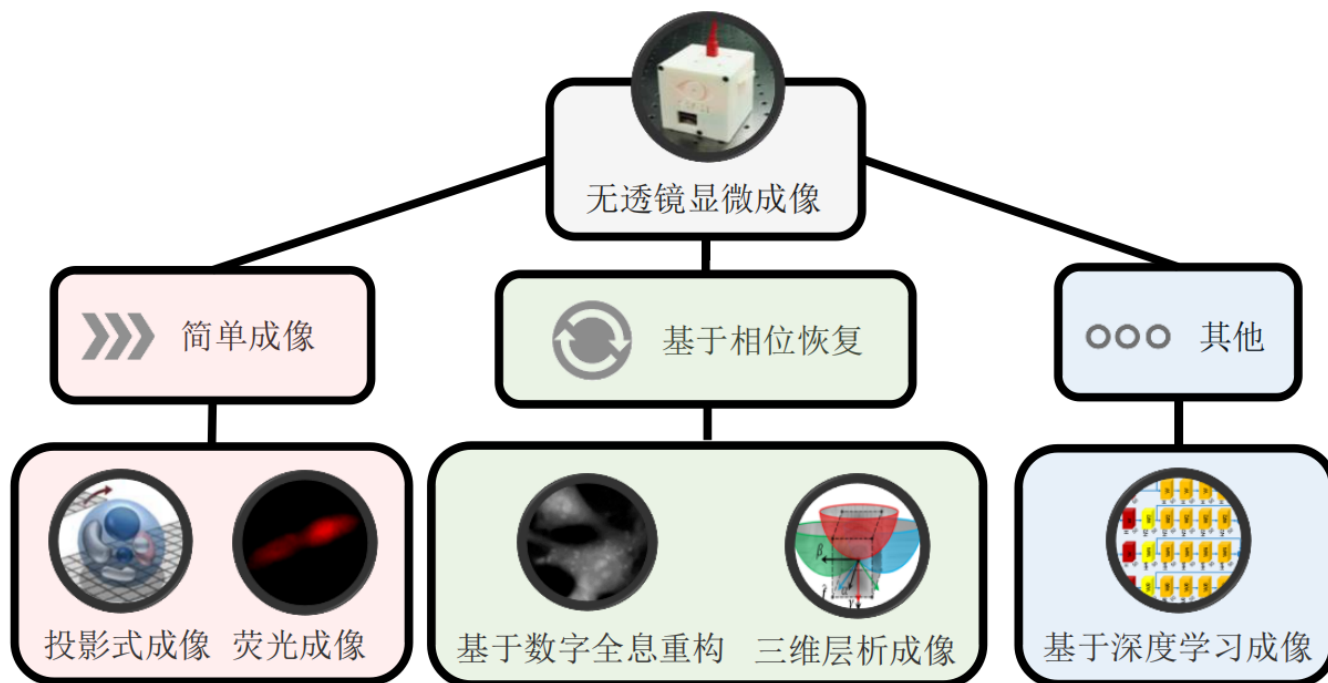 无透镜显微成像
简单成像
基于相位恢复
其他
投影式成像
荧光成像
基于数字全息重构
三维层析成像
基于深度学习成像
β
γ